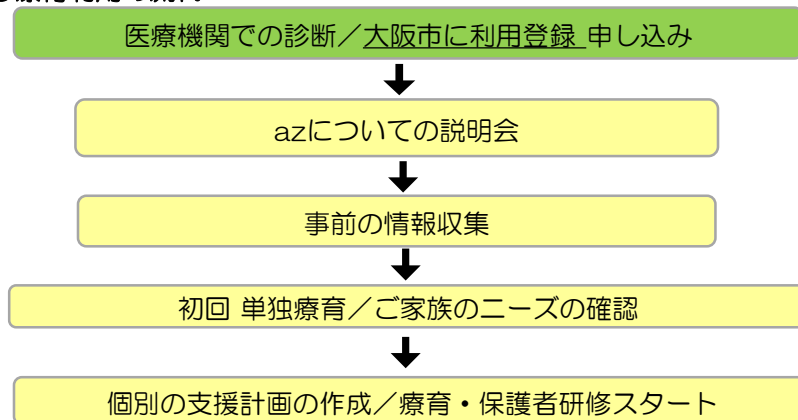 医療機関での診断／大阪市に利用登録 申し込み
azについての説明会
事前の情報収集
初回 単独療育／ご家族のニーズの確認
個別の支援計画の作成／療育・保護者研修スタート